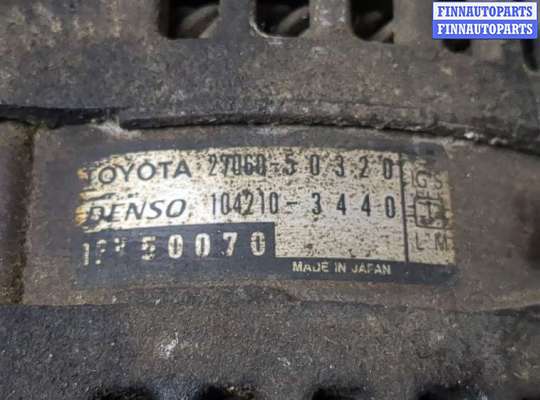 FINNAUTOPARTS
FINNAUTOPARTS
TOYOTA 27060-50320
DENSO 104210-3440
50070
MADE IN JAPAN
IG S
L M